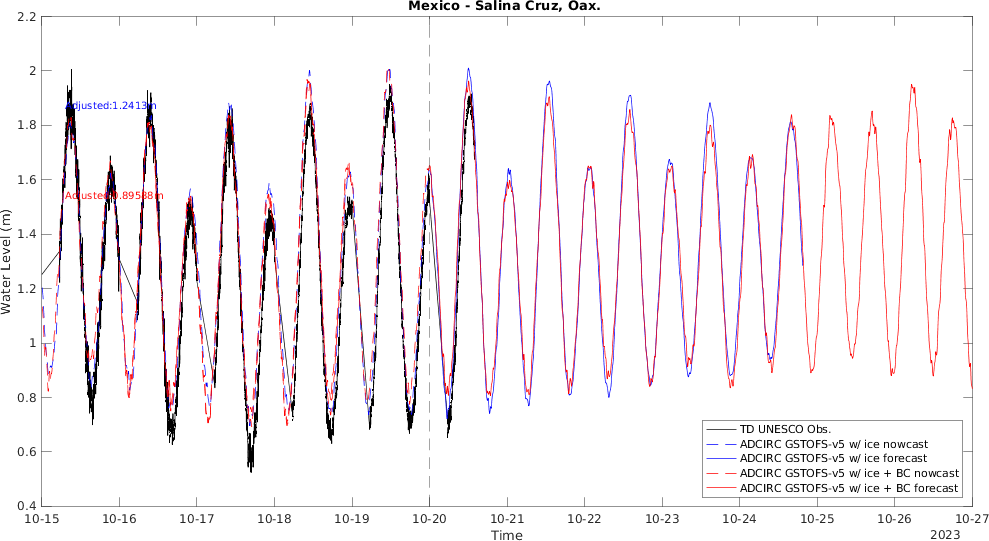 Mexico - Salina Cruz, Oax.
2.2
2
1.8
1.6
1.4
1.2
1
0.8
0.6
0.4
Water Level (m)
Adjusted:1.2413m
Adjusted:0.89588m
TD UNESCO Obs.
ADCIRC GSTOFS-v5 w/ ice nowcast
ADCIRC GSTOFS-v5 w/ ice forecast
ADCIRC GSTOFS-v5 w/ ice + BC nowcast
ADCIRC GSTOFS-v5 w/ ice + BC forecast
10-15 10-16 10-17 10-18 10-19 10-20 10-21 10-22 10-23 10-24 10-25 10-26 10-27
Time
2023